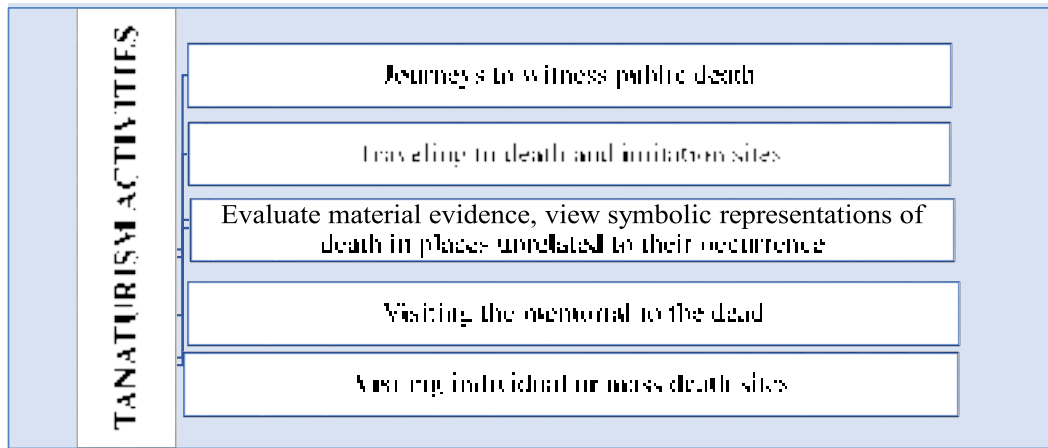 TANATURISM ACTIVITIES
Journeys to witness public death
Traveling to death and imitation sites
Evaluate material evidence, view symbolic representations of
death in places unrelated to their occurrence
Visiting the memorial to the dead
Visiting individual or mass death sites